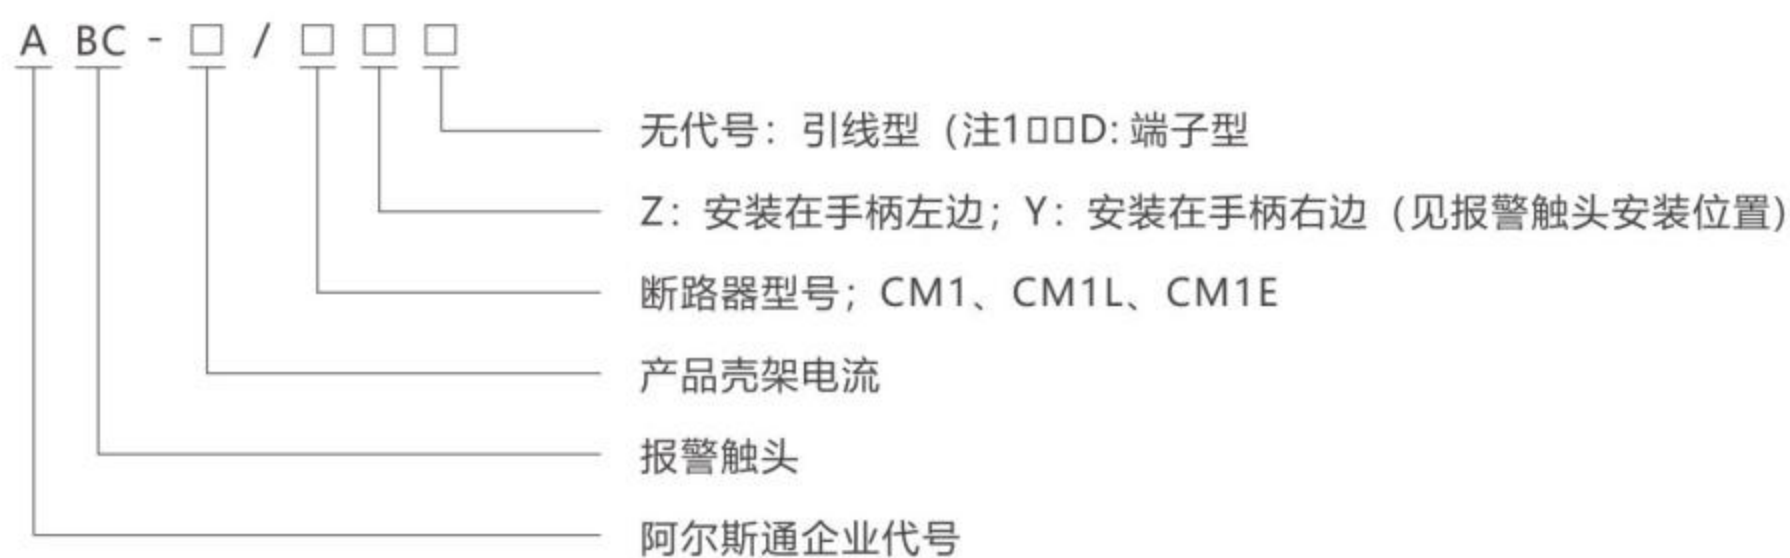 A BC - □ / □ □ □
无代号：引线型（注1□□D: 端子型
Z：安装在手柄左边；Y：安装在手柄右边（见报警触头安装位置）
断路器型号；CM1、CM1L、CM1E
产品壳架电流
报警触头
阿尔斯通企业代号